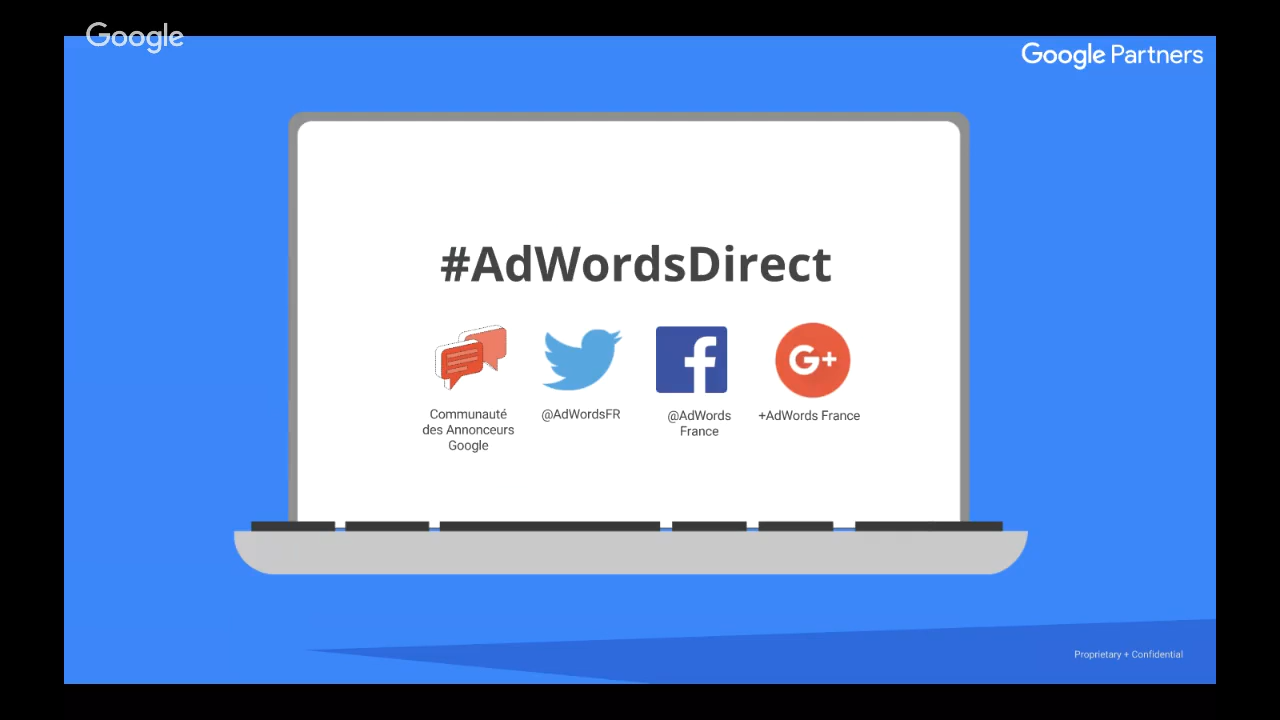 Google
Google Partners
#AdWordsDirect
G+
Communauté
des Annonceurs
Google
@AdWordsFR
@AdWords
France
+AdWords France
Proprietary + Confidential